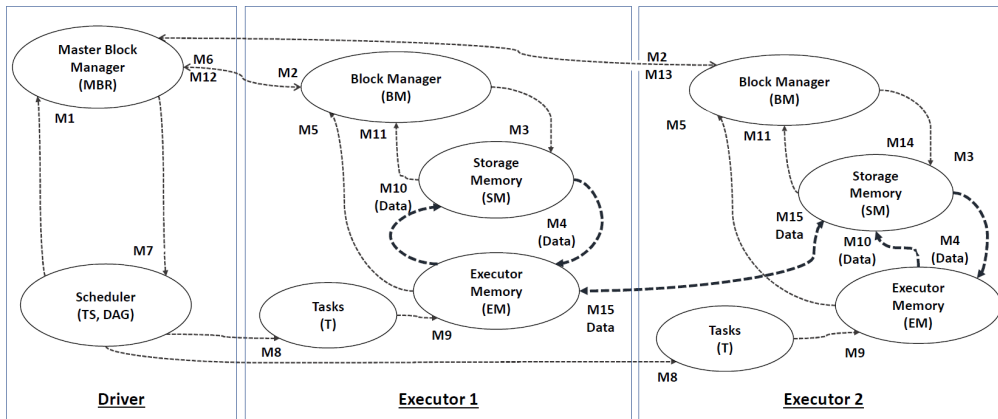 Master Block
Manager
(MBR)
M6
M12
M1
M7
Scheduler
(TS, DAG)
M8
Driver
M2
Block Manager
(BM)
M5
M11
M3
Storage
Memory
(SM)
M10
(Data)
M4
(Data)
Executor
Memory
(EM)
Tasks
(T)
M9
M15
Data
Executor 1
M2
M13
Block Manager
(BM)
M5
M11
M14
M3
Storage
Memory
(SM)
M15
Data
M10
(Data)
M4
(Data)
Executor
Memory
(EM)
Tasks
(T)
M9
M8
Executor 2